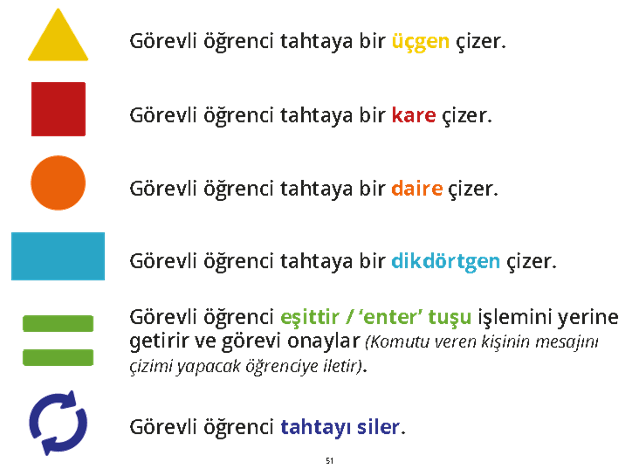 Görevli öğrenci tahtaya bir üçgen çizer.
Görevli öğrenci tahtaya bir kare çizer.
Görevli öğrenci tahtaya bir daire çizer.
Görevli öğrenci tahtaya bir dikdörtgen çizer.
Görevli öğrenci eşittir / ‘enter’ tuşu işlemini yerine
getirir ve görevi onaylar (Komutu veren kişinin mesajını
çizimi yapacak öğrenciye iletir).
Görevli öğrenci tahtayı siler.
51